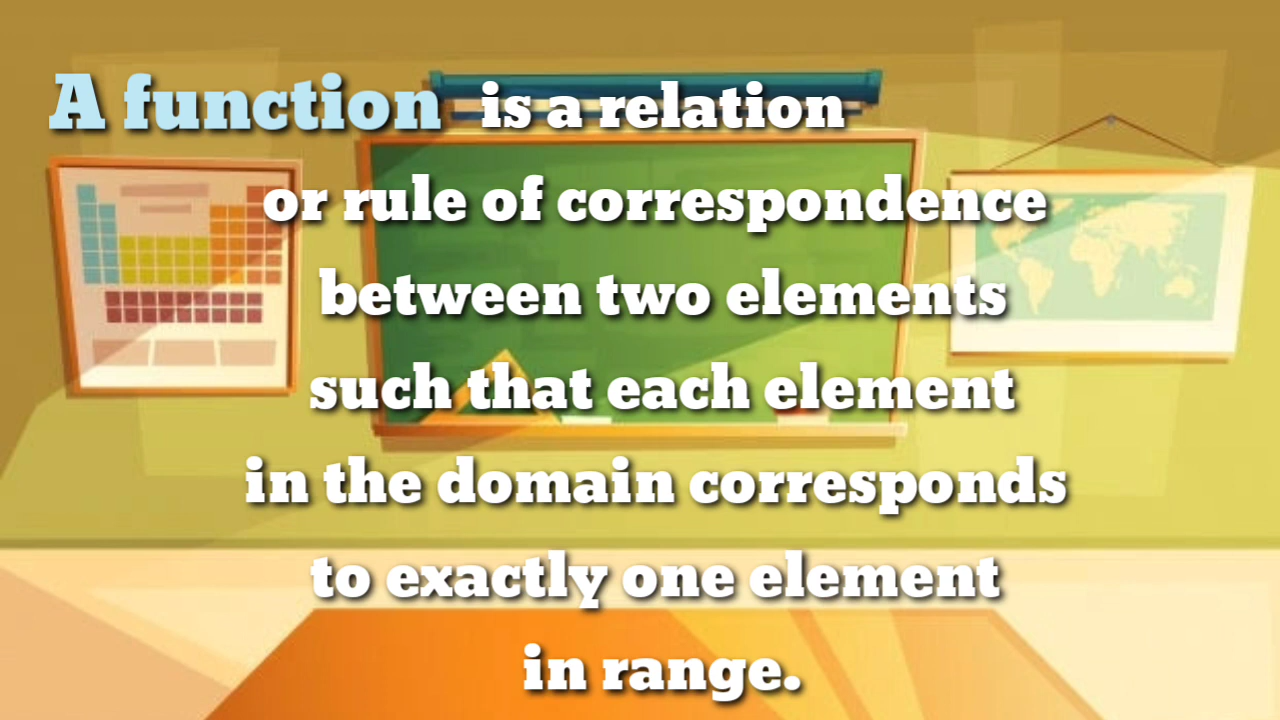 A function is a relation
or rule of correspondence
between two elements
such that each element
in the domain corresponds
to exactly one element
in range.